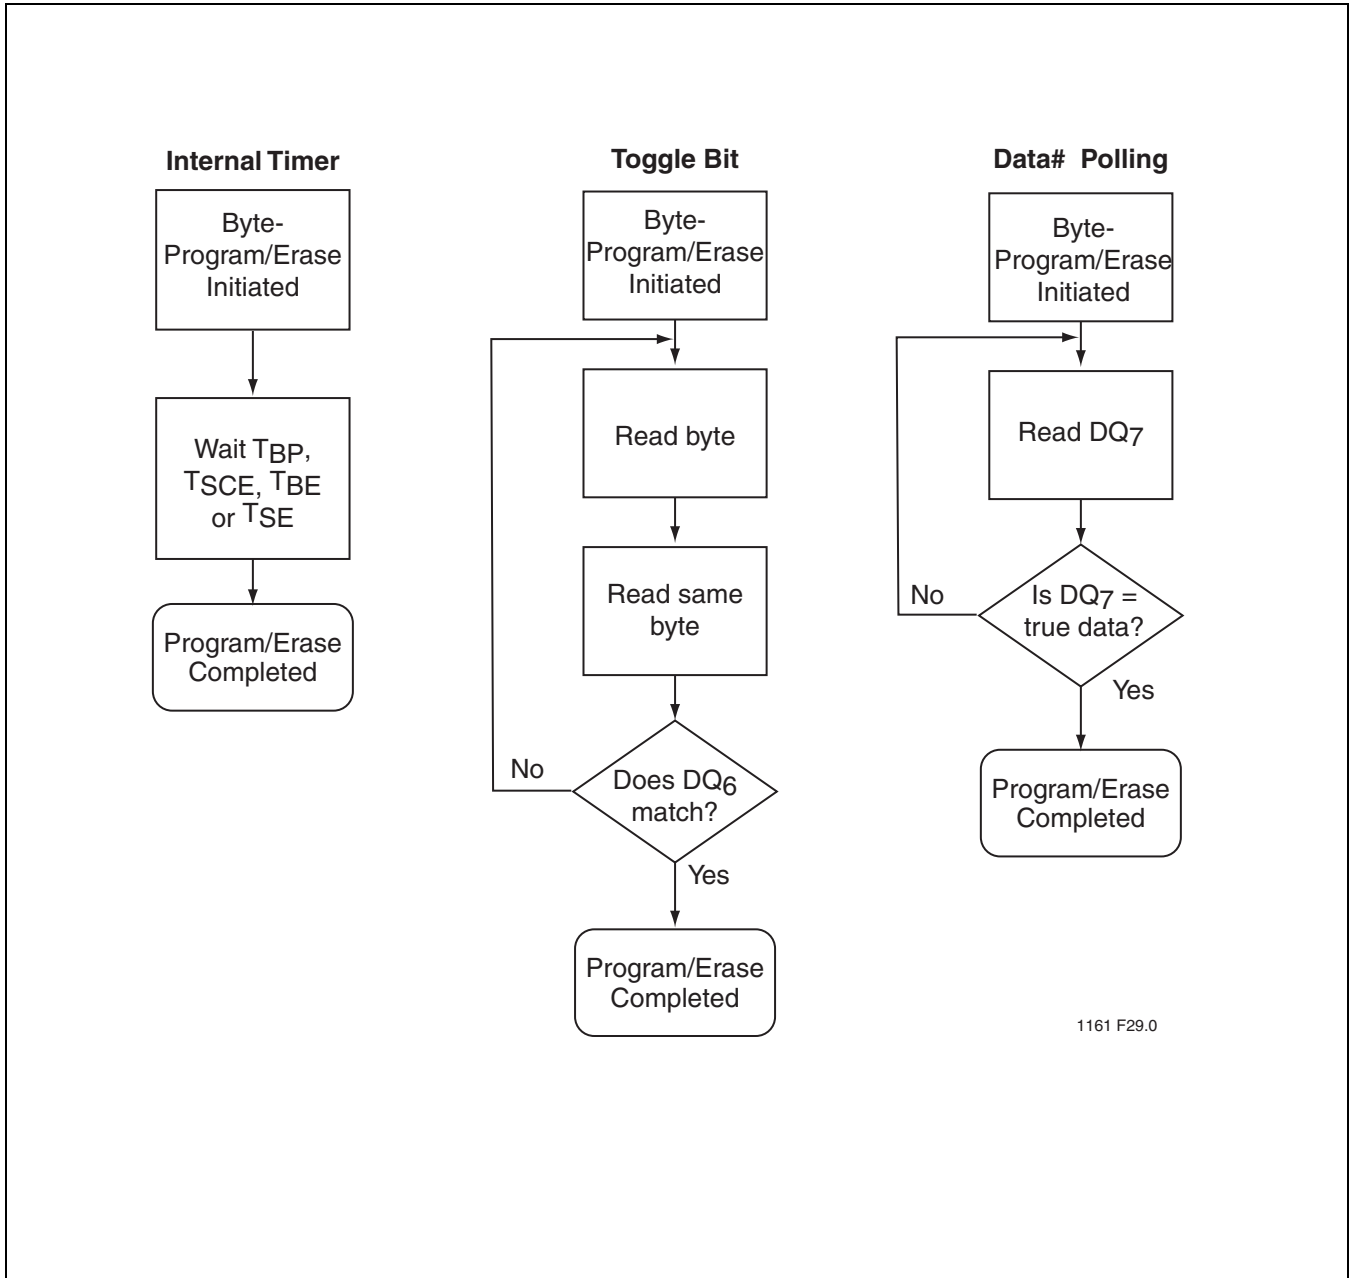 Internal Timer
Byte-
Program/Erase
Initiated
Wait TBP,
TSCE, TBE
or TSE
Program/Erase
Completed
Toggle Bit
Byte-
Program/Erase
Initiated
Read byte
Read same
byte
Does DQ6
match?
No
Yes
Program/Erase
Completed
Data# Polling
Byte-
Program/Erase
Initiated
Read DQ7
Is DQ7 =
true data?
No
Yes
Program/Erase
Completed
1161 F29.0